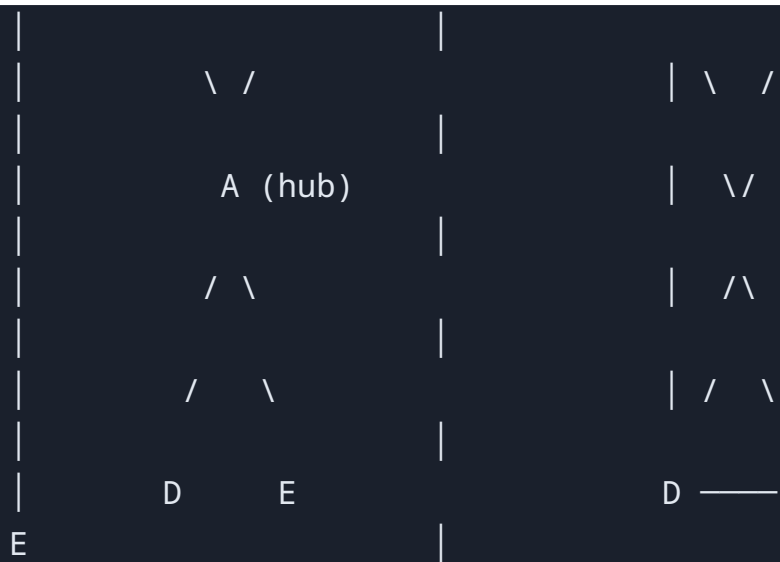 |                     |
|         \ /                     | \  /
|                     |
|          A (hub)                |  \/
|                     |
|         / \                     |  /\
|                     |
|        /   \                    | /  \
|                     |
|       D     E                   D ────
E                     |